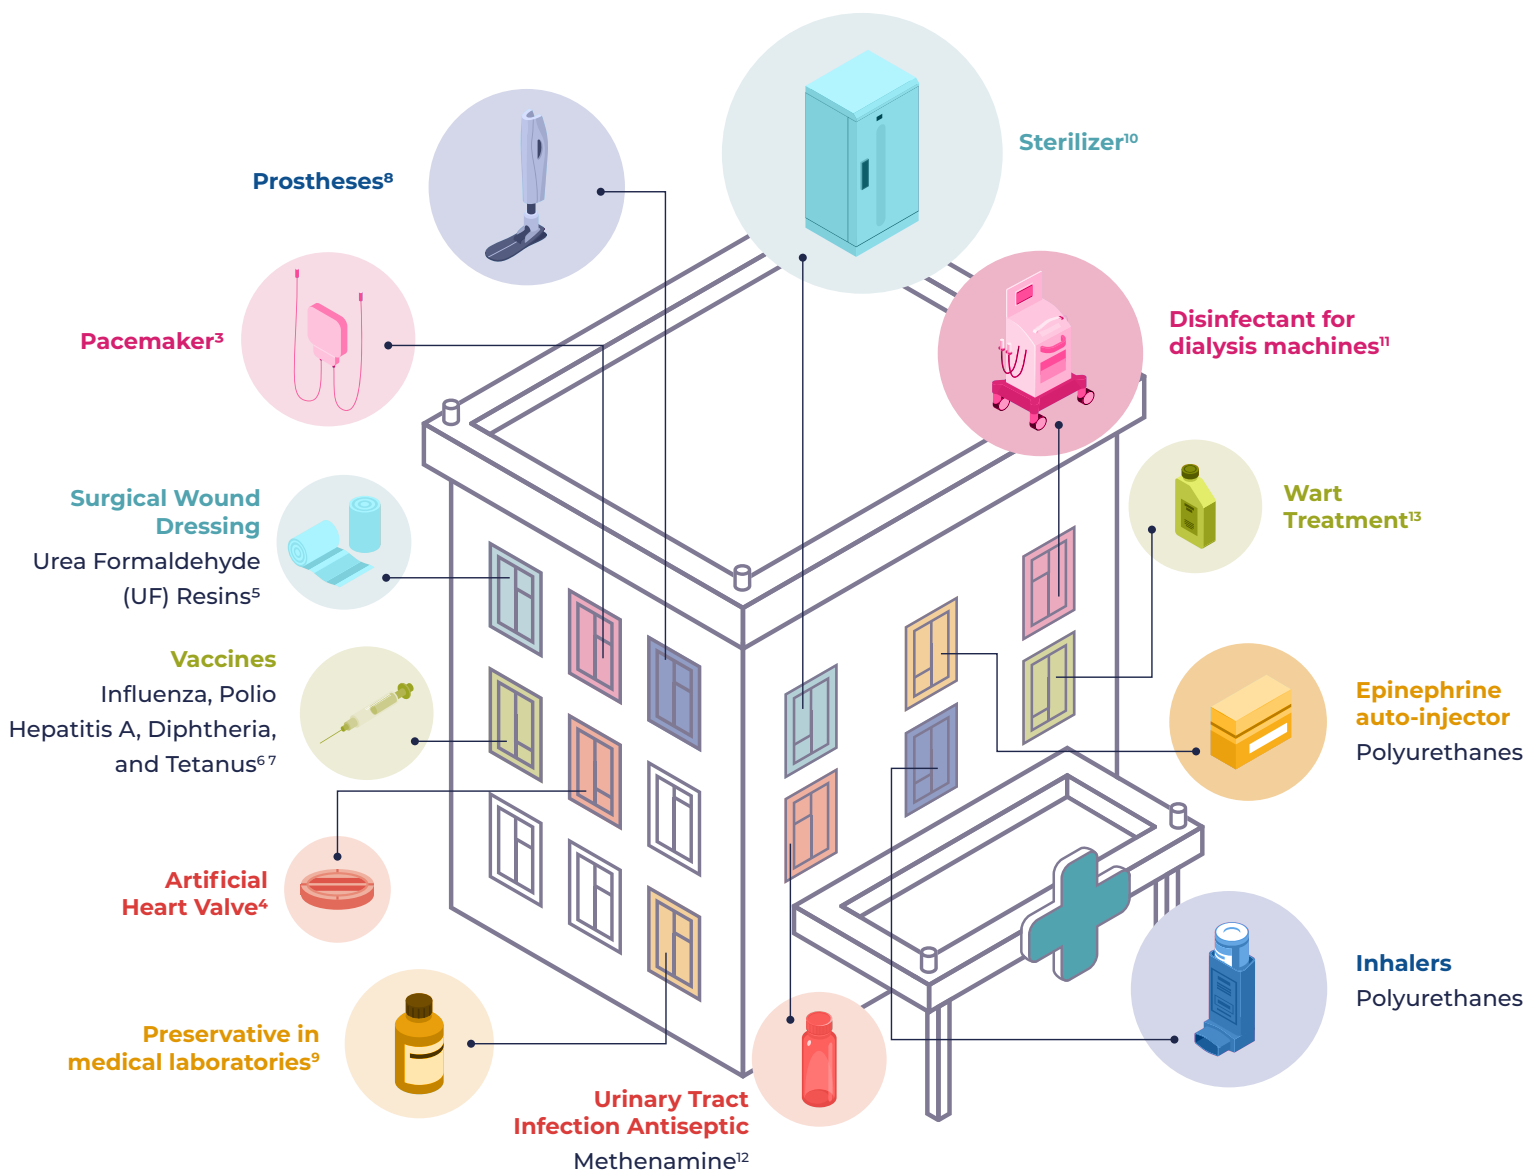 Prostheses⁸
Sterilizer¹⁰
Pacemaker³
Disinfectant for
dialysis machines¹¹
Surgical Wound
Dressing
Urea Formaldehyde
(UF) Resins⁵
Wart
Treatment¹³
Vaccines
Influenza, Polio
Hepatitis A, Diphtheria,
and Tetanus⁶ ⁷
Epinephrine
auto-injector
Polyurethanes
Artificial
Heart Valve⁴
Inhalers
Polyurethanes
Preservative in
medical laboratories⁹
Urinary Tract
Infection Antiseptic
Methenamine¹²